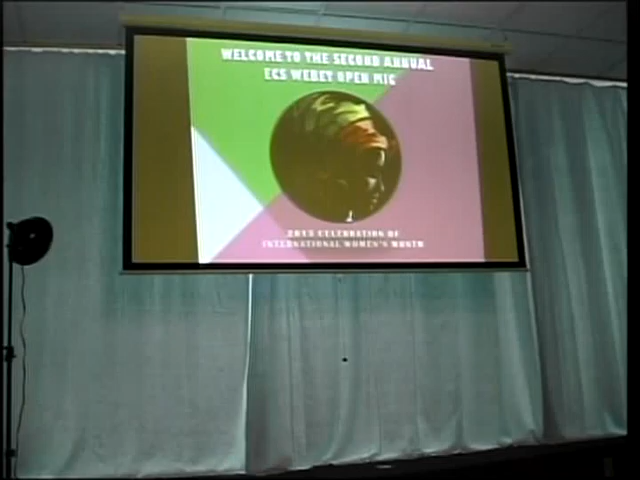 WELCOME TO THE SECOND ANNUAL
ECS WEBET OPEN MIC
2013 CELEBRATION OF
INTERNATIONAL WOMEN'S MONTH